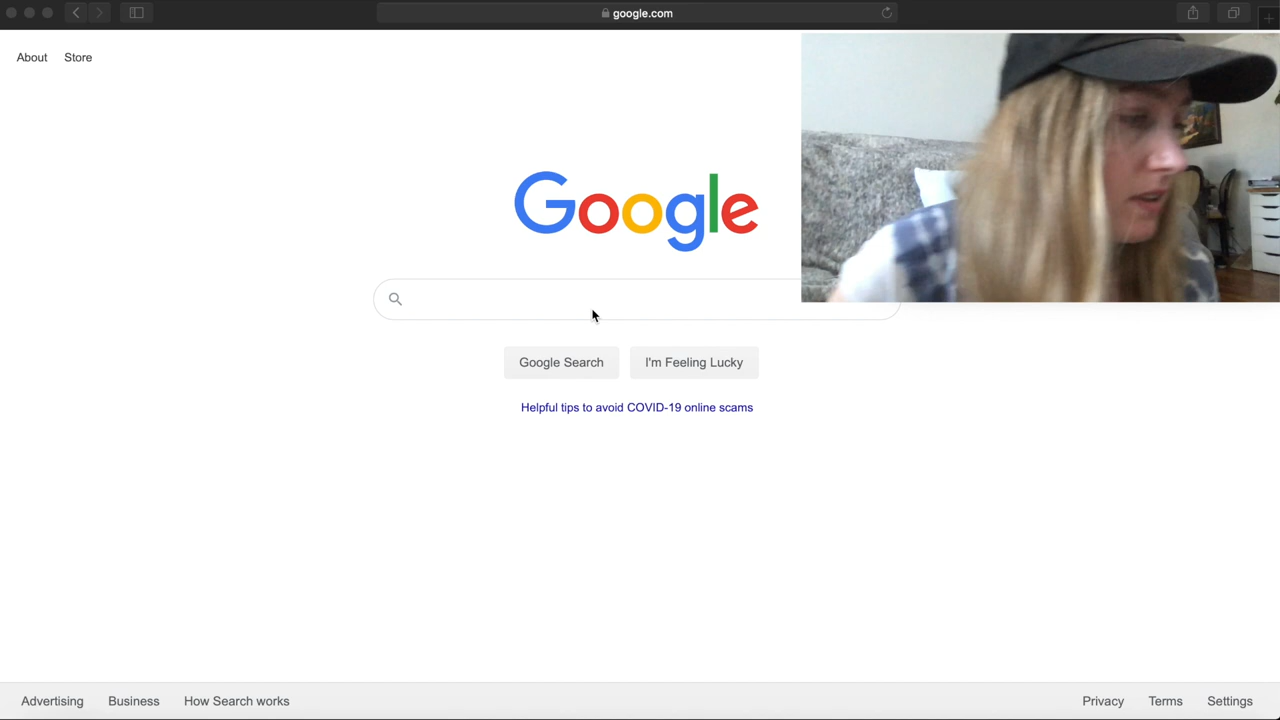 google.com
About Store
Google
Google Search I'm Feeling Lucky
Helpful tips to avoid COVID-19 online scams
Advertising Business How Search works Privacy Terms Settings